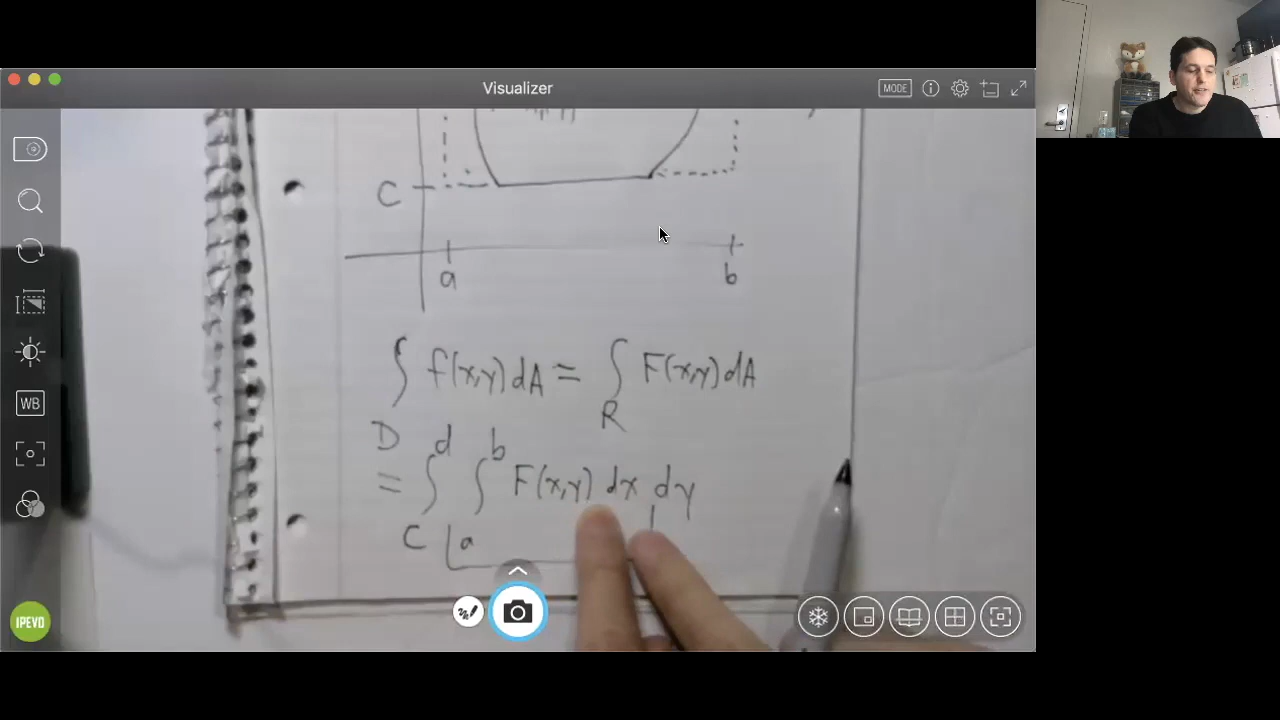 Visualizer
MODE
C
a b
∫ f(x,y) dA = ∫ F(x,y) dA
D R
= ∫ d ∫ b F(x,y) dx dy
C a
WB
IPEVO